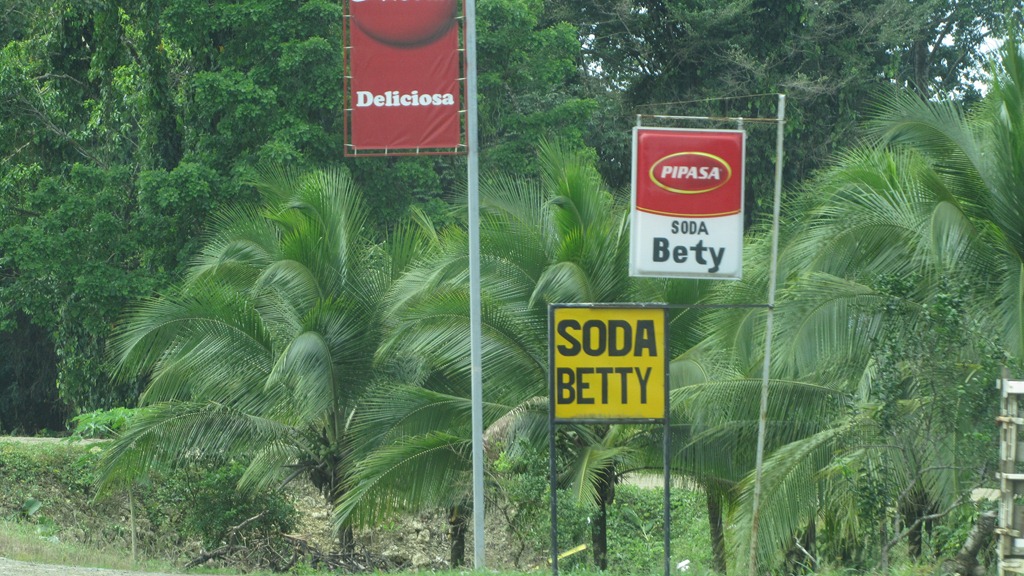 Deliciosa
PIPASA
SODA
Bety
SODA
BETTY